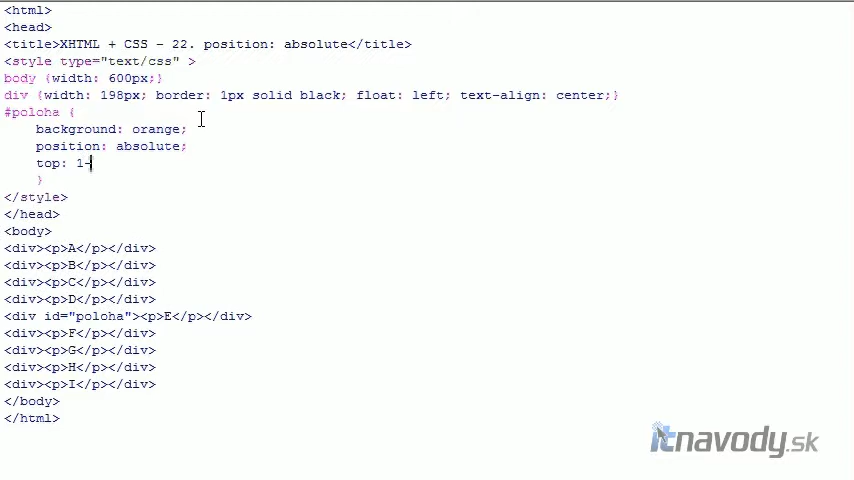 <html>
<head>
<title>XHTML + CSS - 22. position: absolute</title>
<style type="text/css" >
body {width: 600px;}
div {width: 198px; border: 1px solid black; float: left; text-align: center;}
#poloha {
    background: orange;
    position: absolute;
    top: 1-
    }
</style>
</head>
<body>
<div><p>A</p></div>
<div><p>B</p></div>
<div><p>C</p></div>
<div><p>D</p></div>
<div id="poloha"><p>E</p></div>
<div><p>F</p></div>
<div><p>G</p></div>
<div><p>H</p></div>
<div><p>I</p></div>
</body>
</html>
itnavody.sk